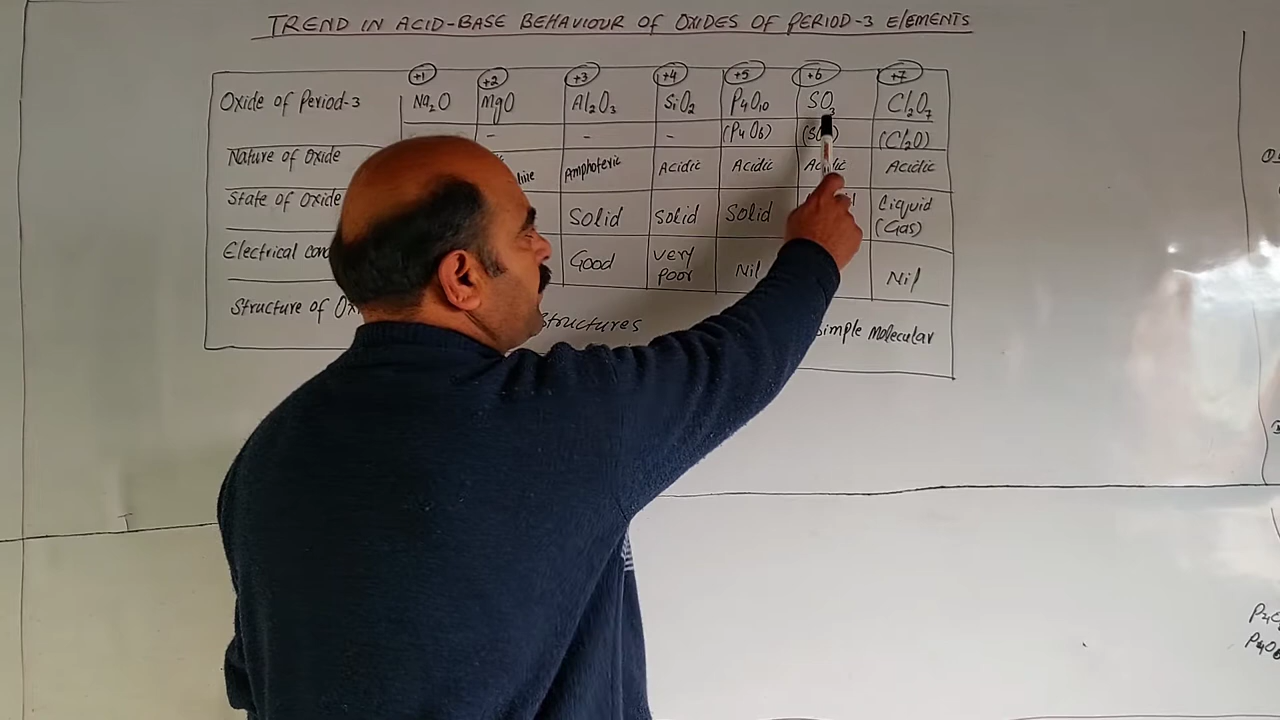 TREND IN ACID-BASE BEHAVIOUR OF OXIDES OF PERIOD-3 ElEMENTS
+1 +2 +3 +4 +5 +6 +7
Oxide of Period-3 Na2O MgO Al2O3 SiO2 P4O10 SO3 Cl2O7
- - - (P4O6) (Cl2O)
Nature of Oxide Amphoteric Acidic Acidic Acidic Acidic
State of Oxide Solid Solid Solid Liquid
(Gas)
Electrical Good very
Poor Nil Nil
Structure of Structures Simple Molecular
P4O6